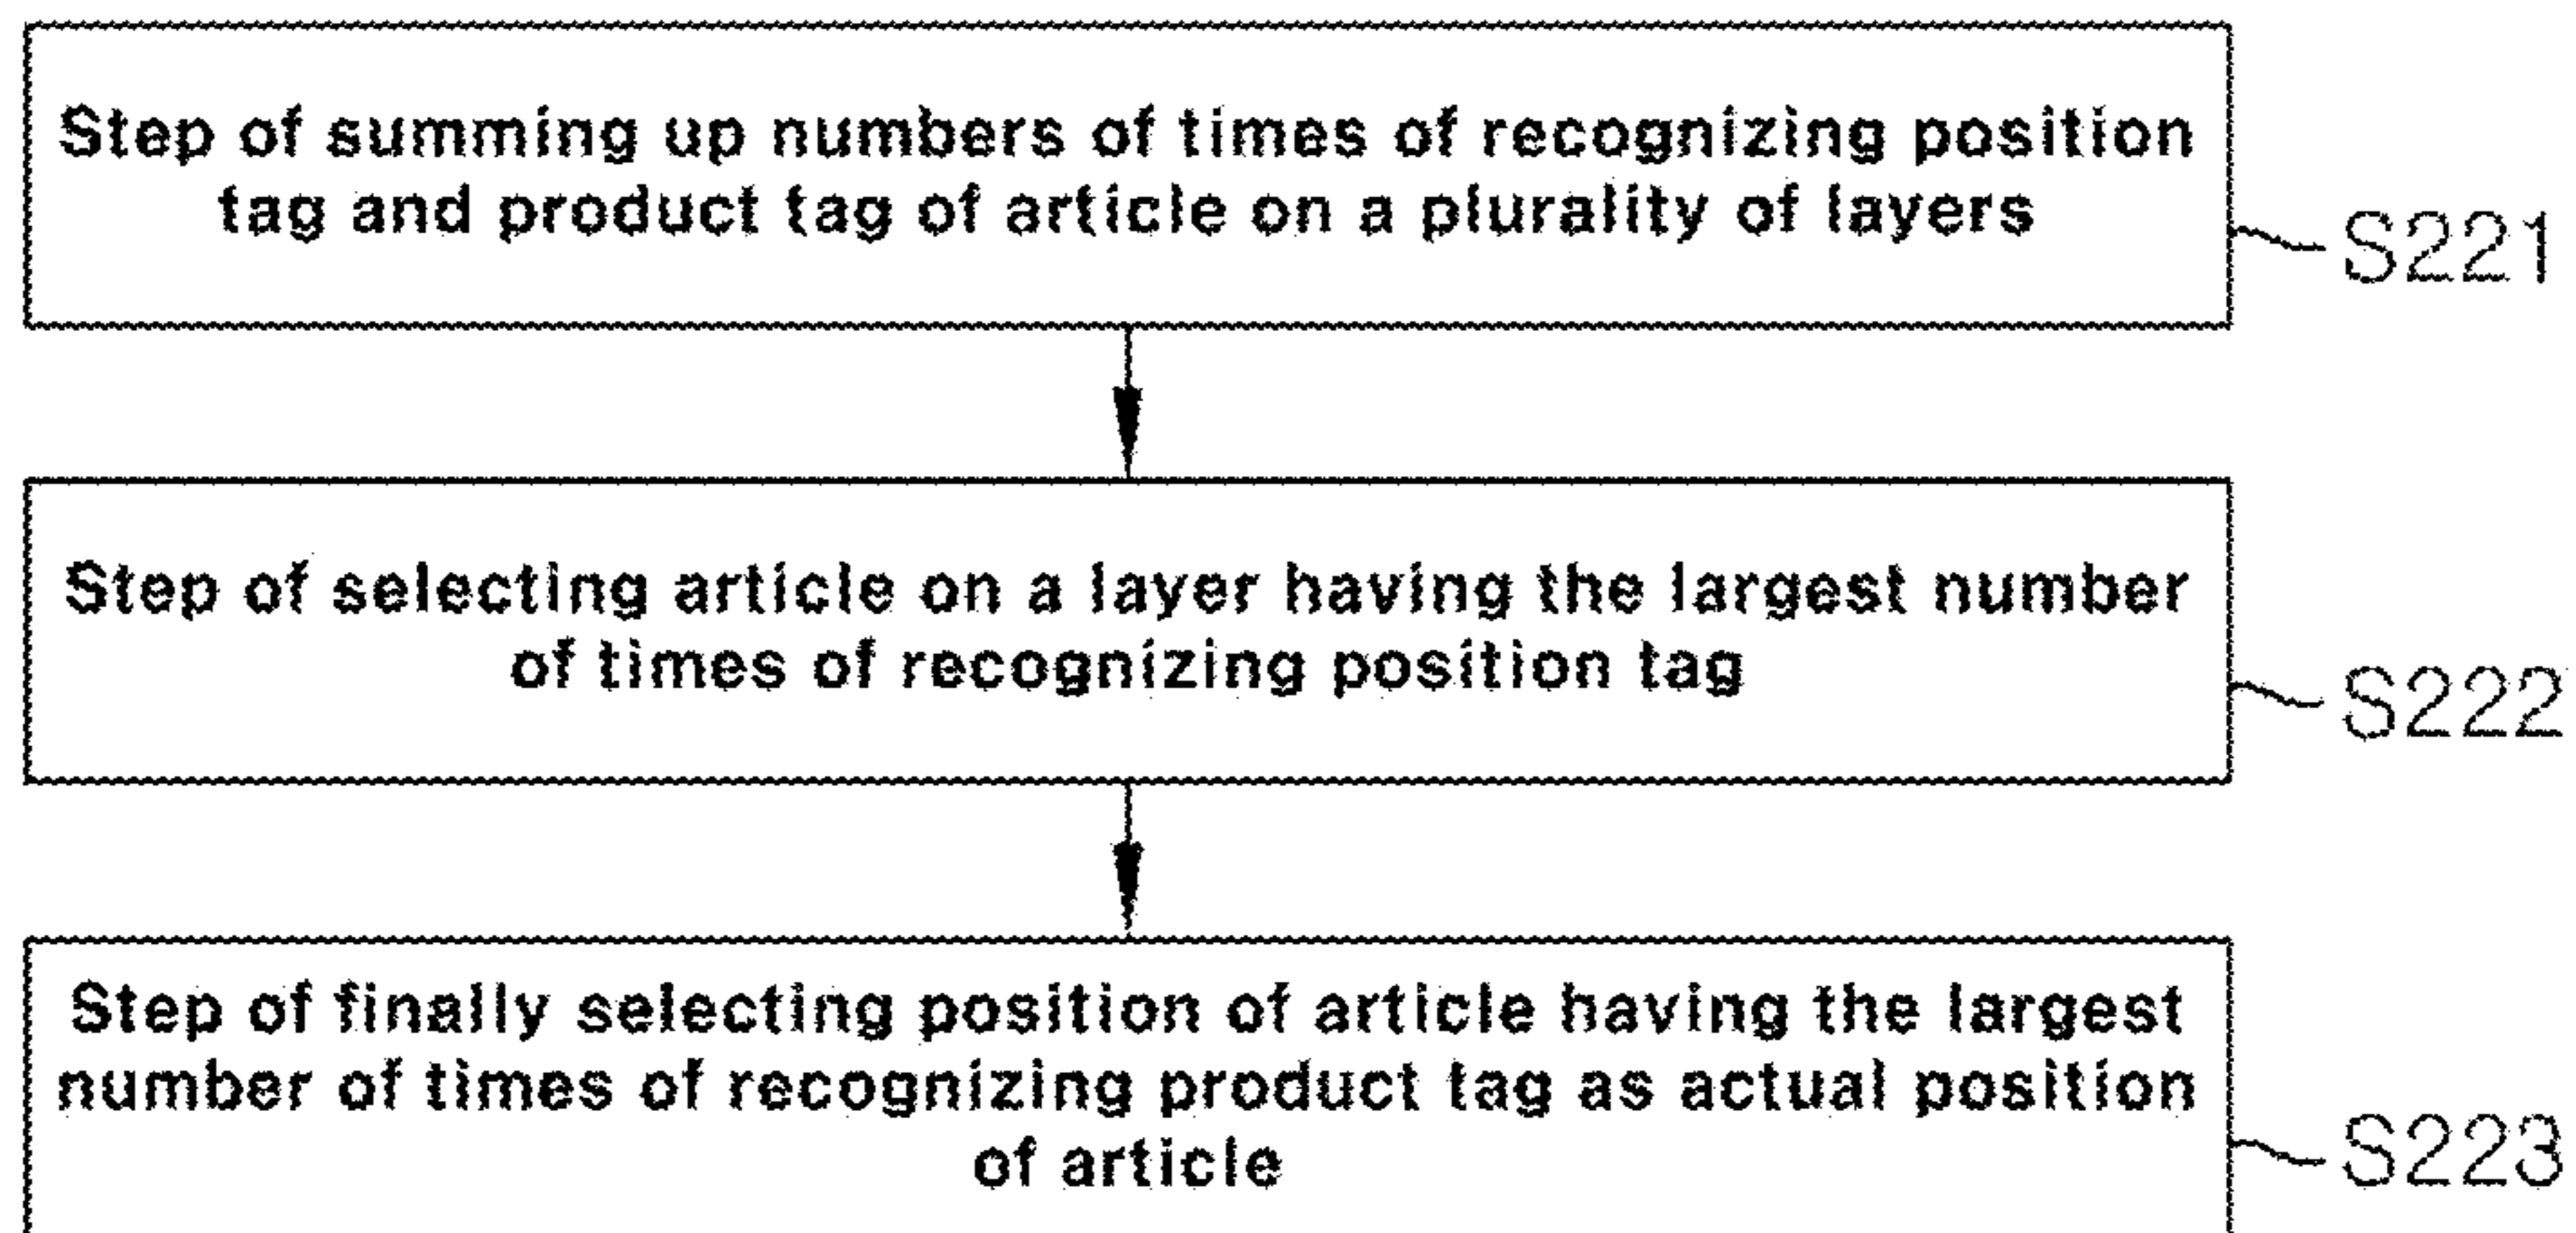 Step of summing up numbers of times of recognizing position
tag and product tag of article on a plurality of layers
S221
Step of selecting article on a layer having the largest number
of times of recognizing position tag
S222
Step of finally selecting position of article having the largest
number of times of recognizing product tag as actual position
of article
S223